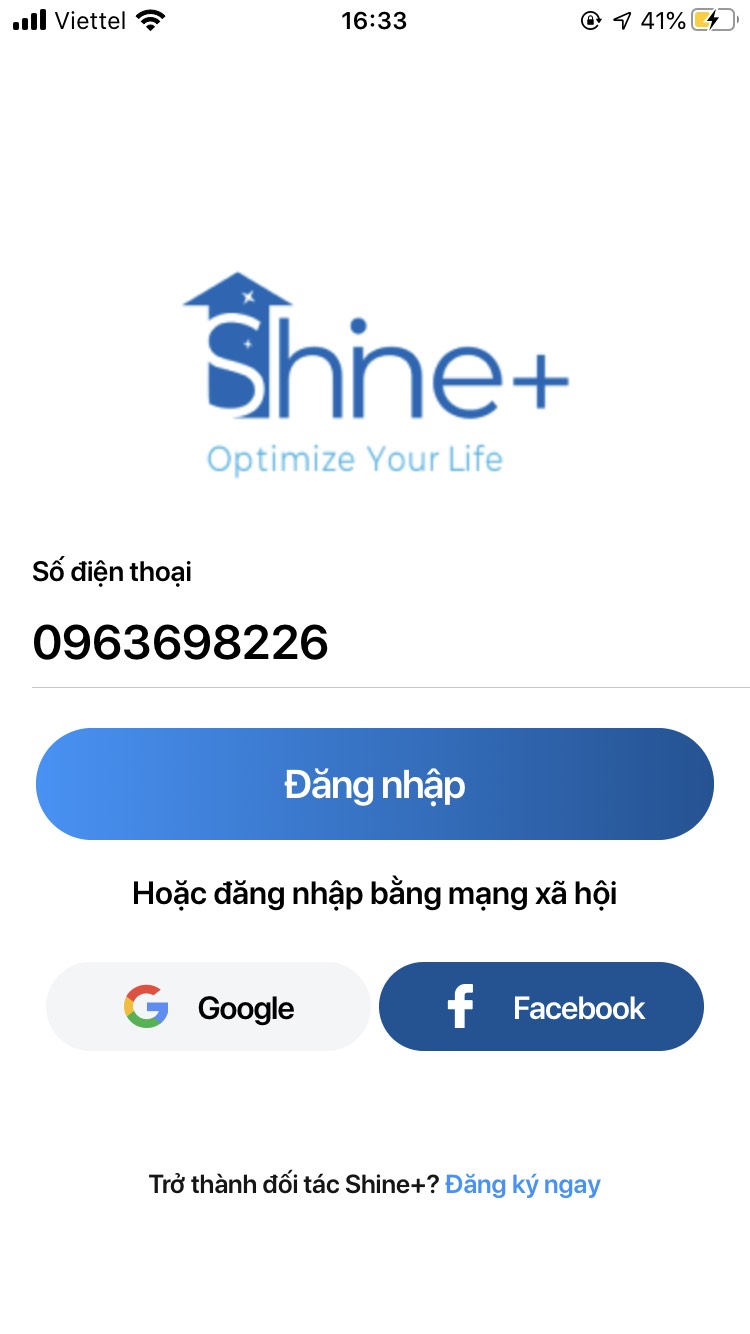 Viettel 16:33 41%
Shine+
Optimize Your Life
Số điện thoại
0963698226
Đăng nhập
Hoặc đăng nhập bằng mạng xã hội
Google Facebook
Trở thành đối tác Shine+? Đăng ký ngay